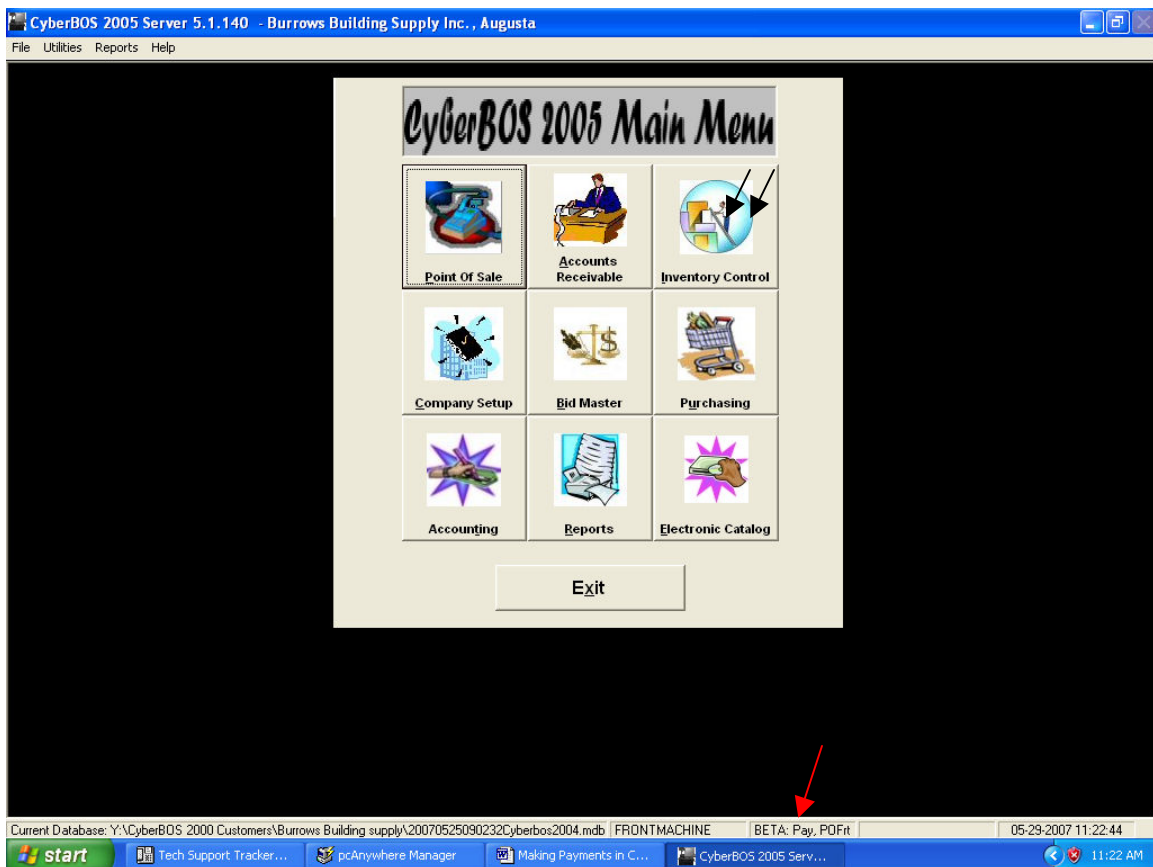 CyberBOS 2005 Server 5.1.140 - Burrows Building Supply Inc., Augusta
File Utilities Reports Help
CyberBOS 2005 Main Menu
Point Of Sale
Accounts
Receivable
Inventory Control
Company Setup
Bid Master
Purchasing
Accounting
Reports
Electronic Catalog
Exit
Current Database: Y:\CyberBOS 2000 Customers\Burrows Building supply\20070525090232Cyberbos2004.mdb FRONTMACHINE BETA: Pay, POFrt 05-29-2007 11:22:44
start Tech Support Tracker... pcAnywhere Manager Making Payments in C... CyberBOS 2005 Serv... 11:22 AM